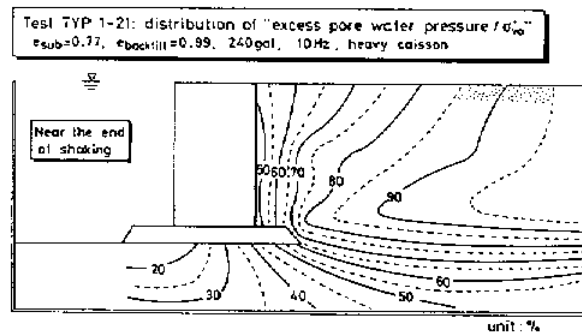 Test TYP 1-21: distribution of "excess pore water pressure / σ'vo"
esub=0.77, ebackfill=0.99, 240gal, 10Hz, heavy caisson
Near the end
of shaking
50 60 70
80
90
20
30
40
50
60
unit : %